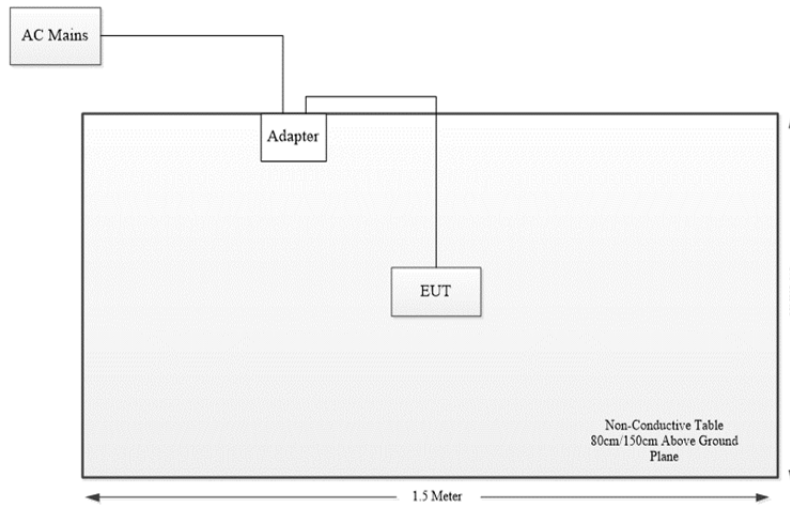 AC Mains
Adapter
EUT
Non-Conductive Table
80cm/150cm Above Ground
Plane
1.5 Meter